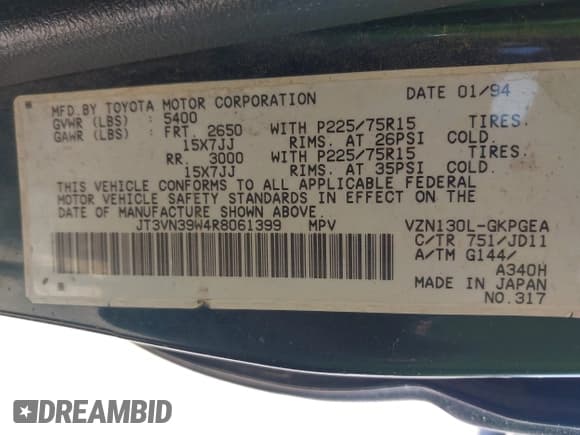 MFD.BY TOYOTA MOTOR CORPORATION DATE 01/94
GVWR (LBS) : 5400
GAWR (LBS) : FRT. 2650 WITH P225/75R15 TIRES.
15X7JJ RIMS. AT 26PSI COLD.
RR. 3000 WITH P225/75R15 TIRES.
15X7JJ RIMS. AT 35PSI COLD.
THIS VEHICLE CONFORMS TO ALL APPLICABLE FEDERAL
MOTOR VEHICLE SAFETY STANDARDS IN EFFECT ON THE
DATE OF MANUFACTURE SHOWN ABOVE.
JT3VN39W4R8061399 MPV VZN130L-GKPGEA
C/TR 751/JD11
A/TM G144/
A340H
MADE IN JAPAN
NO.317
DREAMBID